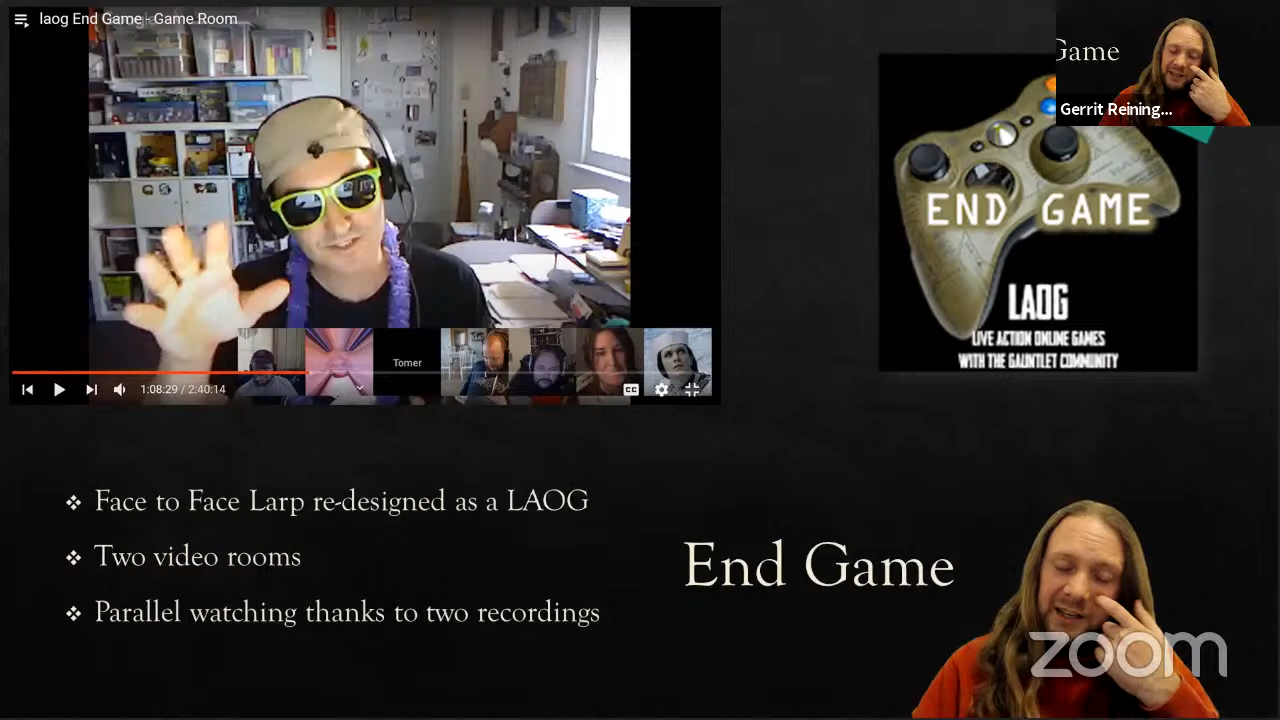 laog End Game - Game Room
Tomer
1:08:29 / 2:40:14
CC
Game
Gerrit Reining...
END GAME
LAOG
LIVE ACTION ONLINE GAMES
WITH THE GAUNTLET COMMUNITY
❖ Face to Face Larp re-designed as a LAOG
❖ Two video rooms
❖ Parallel watching thanks to two recordings
End Game
zoom